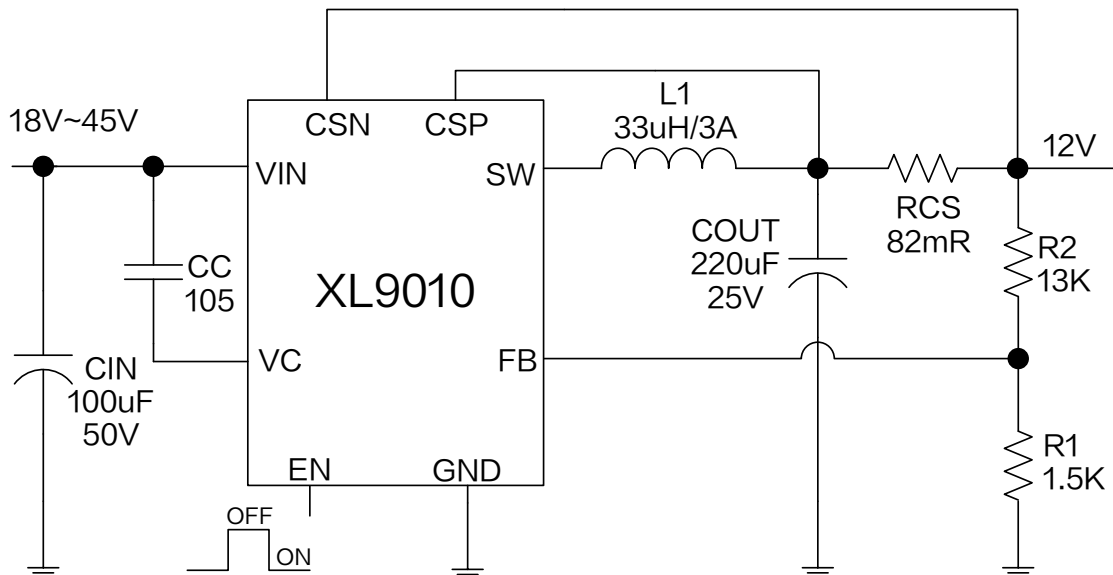 18V~45V
CSN
CSP
L1
33uH/3A
12V
VIN
SW
RCS
82mR
COUT
220uF
25V
R2
13K
CC
105
XL9010
VC
FB
CIN
100uF
50V
EN
GND
R1
1.5K
OFF
ON